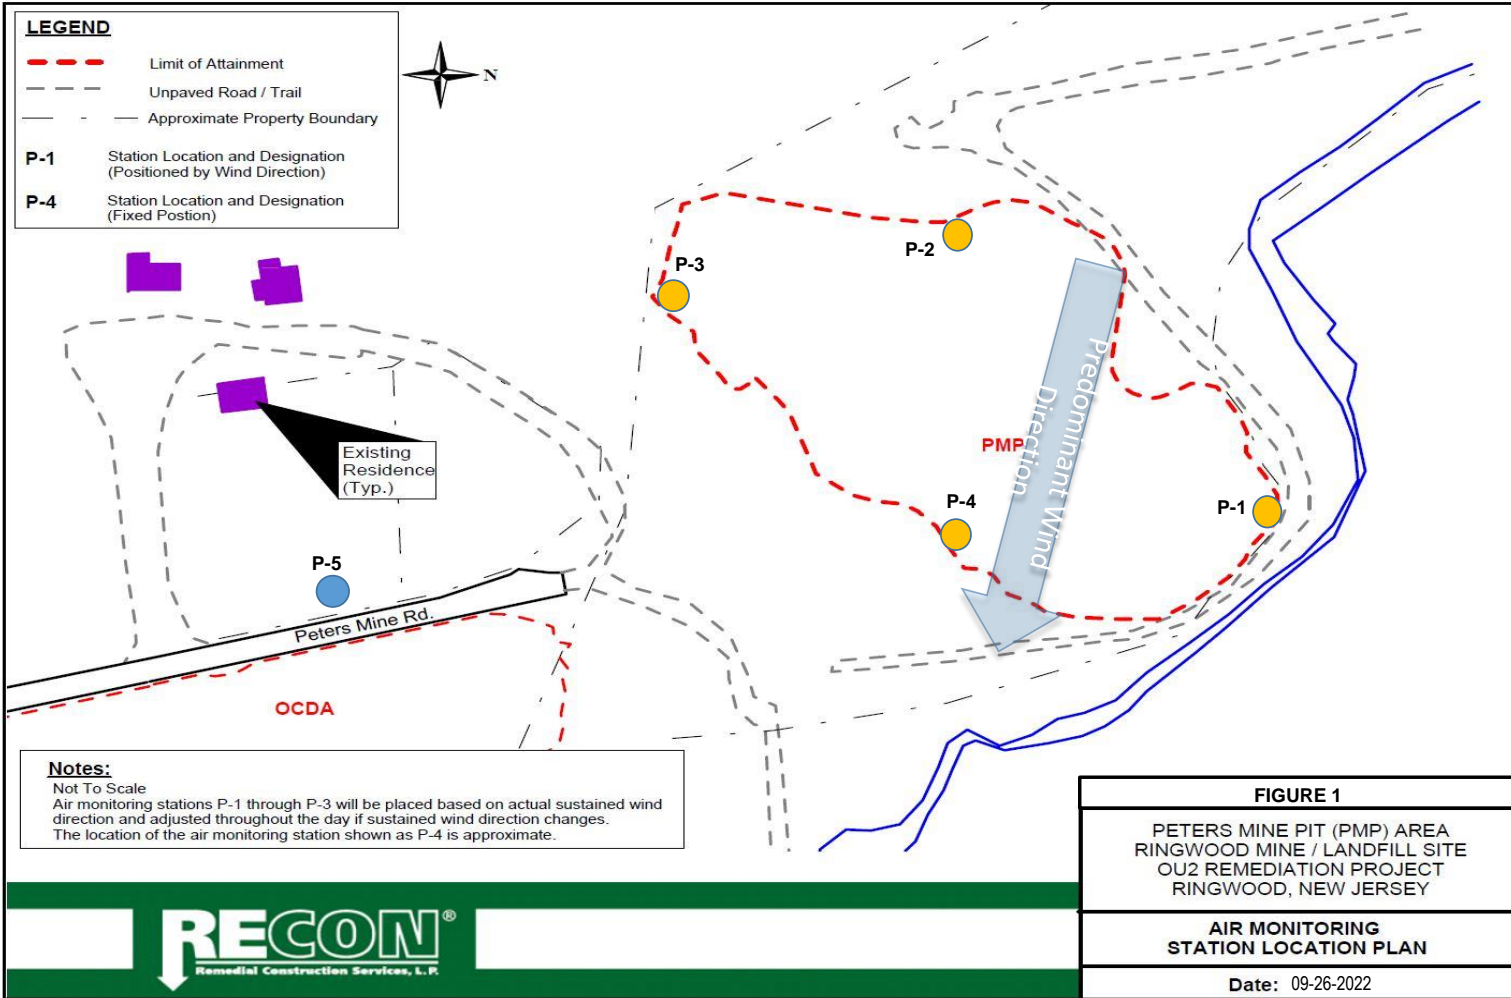 LEGEND
Limit of Attainment
Unpaved Road / Trail
Approximate Property Boundary
P-1 Station Location and Designation
(Positioned by Wind Direction)
P-4 Station Location and Designation
(Fixed Postion)
N
P-2
P-3
Predonminant Wind
Direction
PMP
Existing
Residence
(Typ.)
P-4
P-1
P-5
Peters Mine Rd.
OCDA
Notes:
Not To Scale
Air monitoring stations P-1 through P-3 will be placed based on actual sustained wind
direction and adjusted throughout the day if sustained wind direction changes.
The location of the air monitoring station shown as P-4 is approximate.
RECON®
Remedial Construction Services, L.P.
FIGURE 1
PETERS MINE PIT (PMP) AREA
RINGWOOD MINE / LANDFILL SITE
OU2 REMEDIATION PROJECT
RINGWOOD, NEW JERSEY
AIR MONITORING
STATION LOCATION PLAN
Date: 09-26-2022